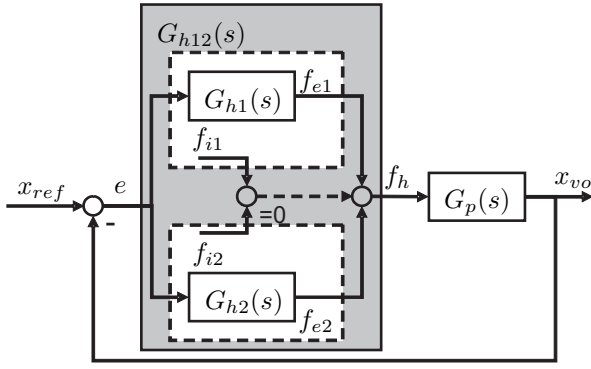 G_{h12}(s)
G_{h1}(s)
f_{e1}
f_{i1}
x_{ref}
e
-
=0
f_h
G_p(s)
x_{vo}
f_{i2}
G_{h2}(s)
f_{e2}